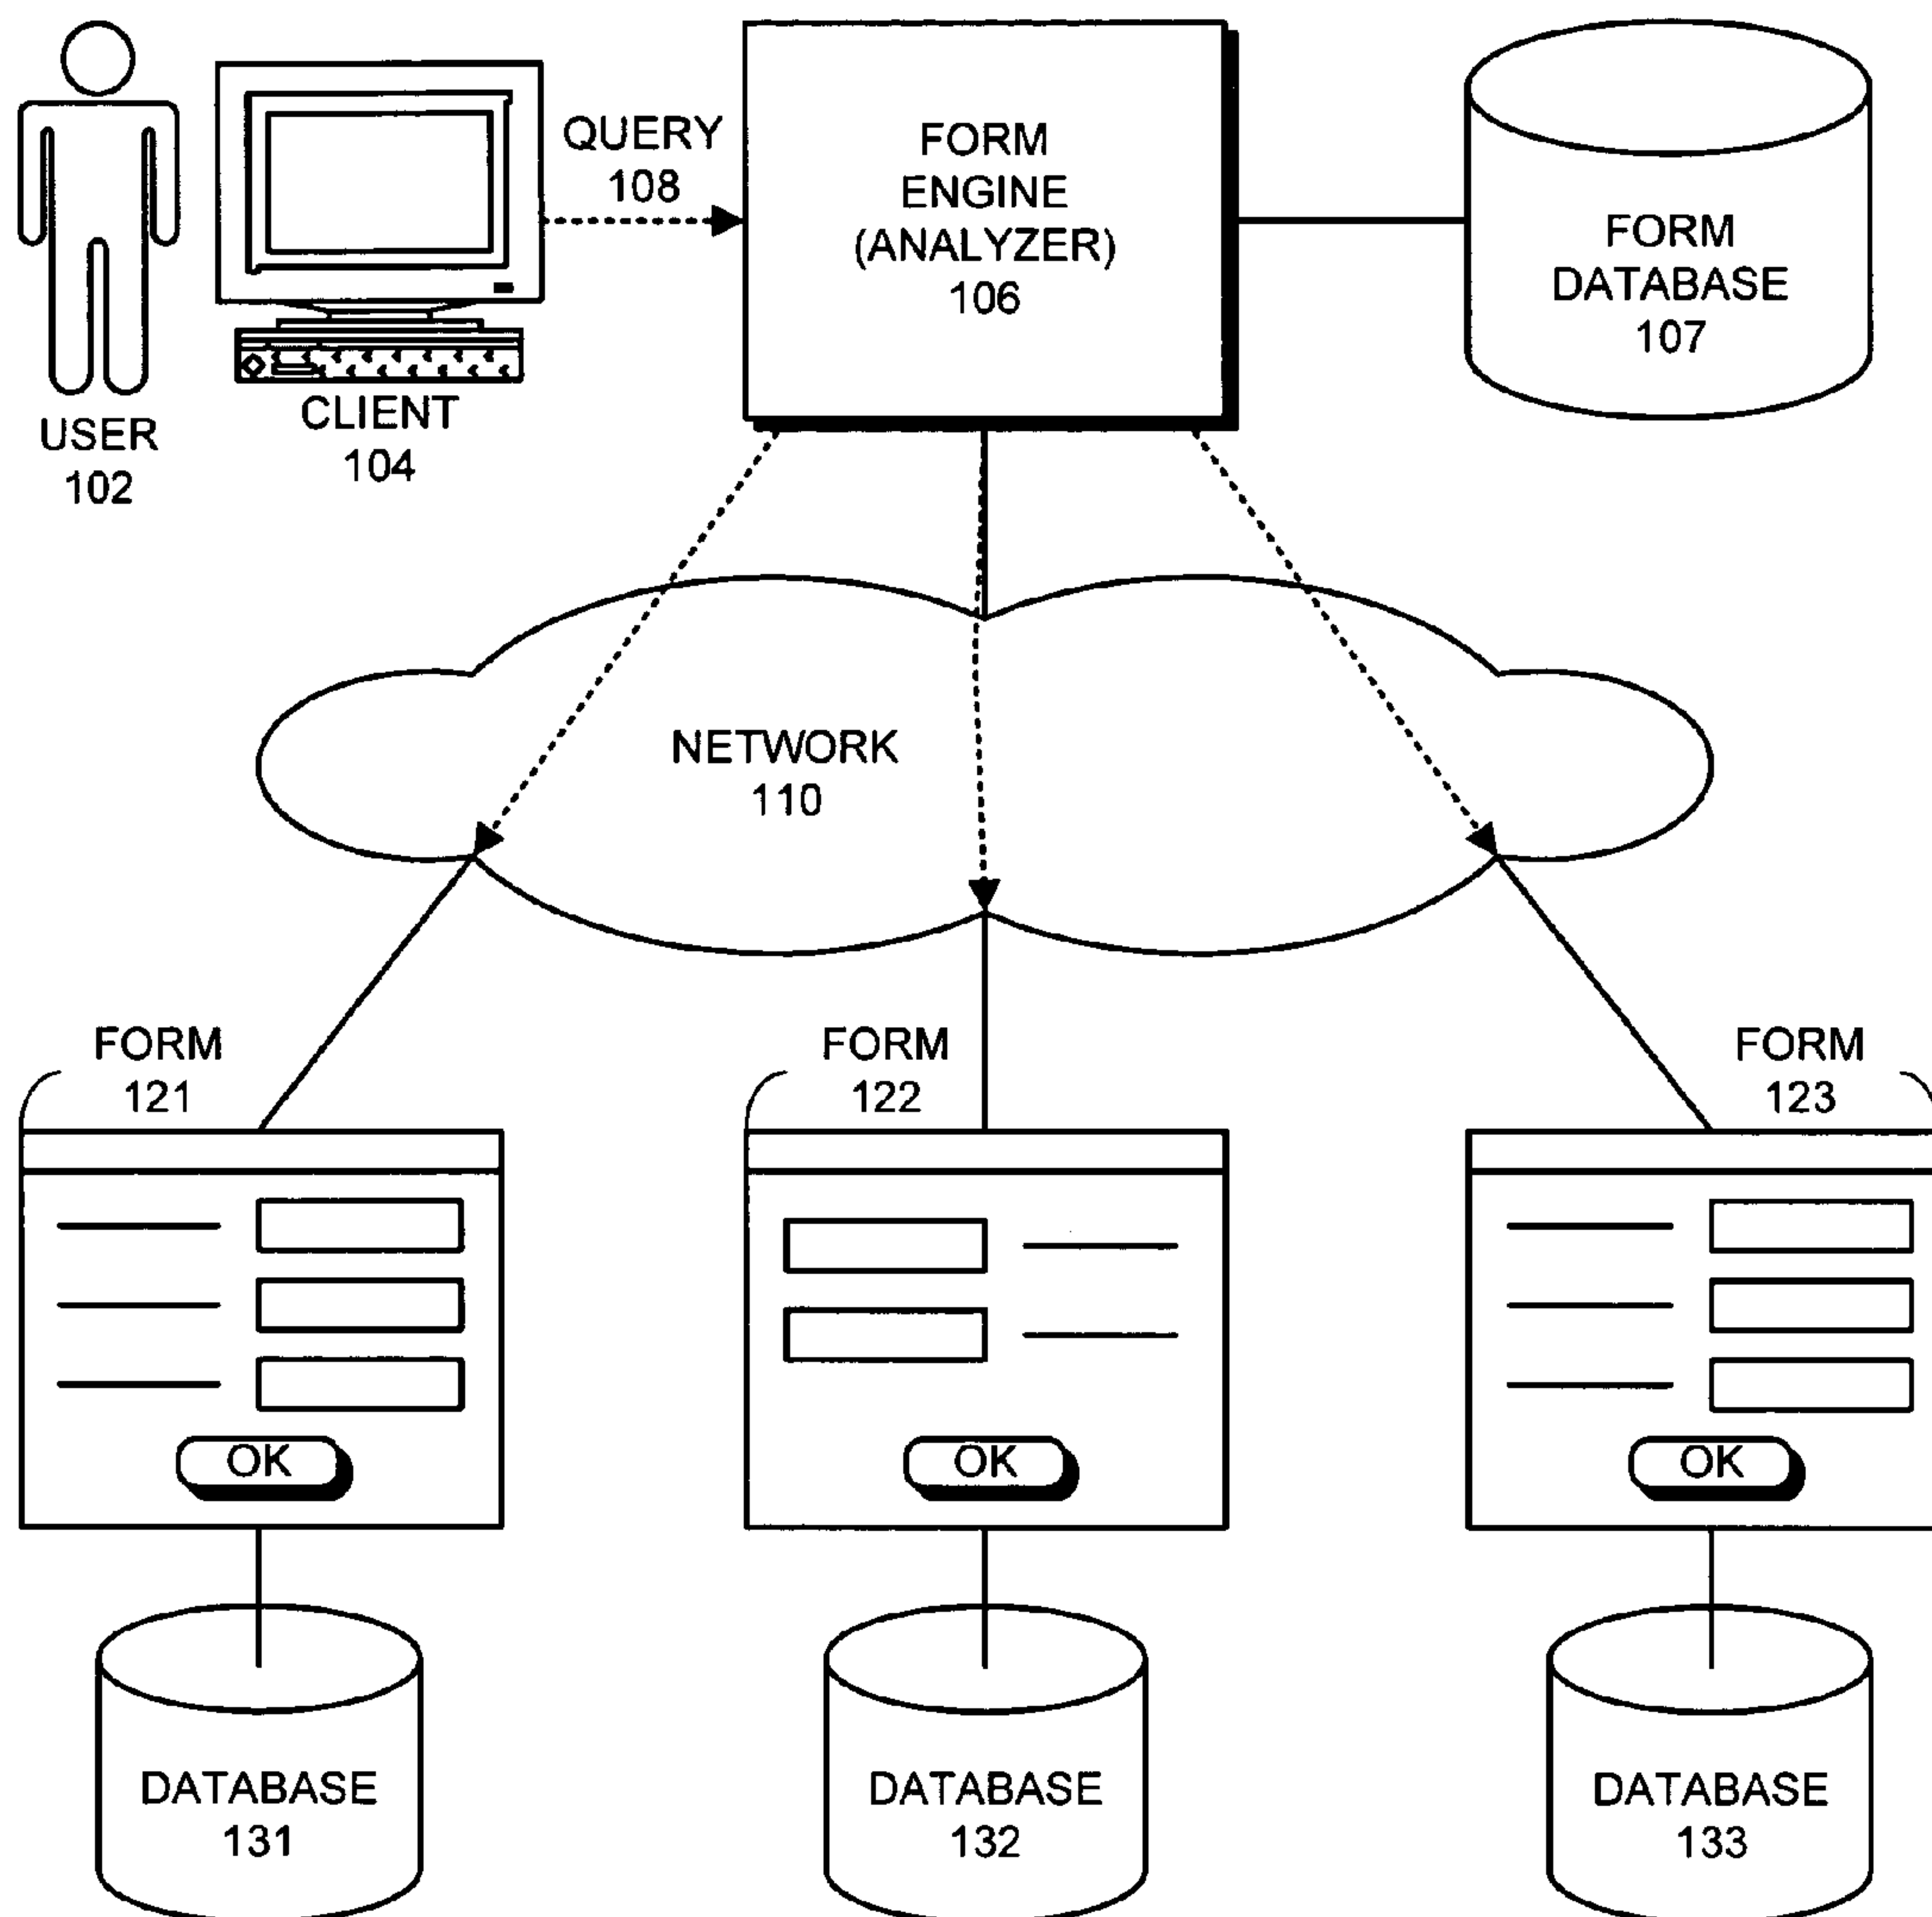 QUERY
108
FORM
ENGINE
(ANALYZER)
106
FORM
DATABASE
107
USER
102
CLIENT
104
NETWORK
110
FORM
121
FORM
122
FORM
123
OK
OK
OK
DATABASE
131
DATABASE
132
DATABASE
133